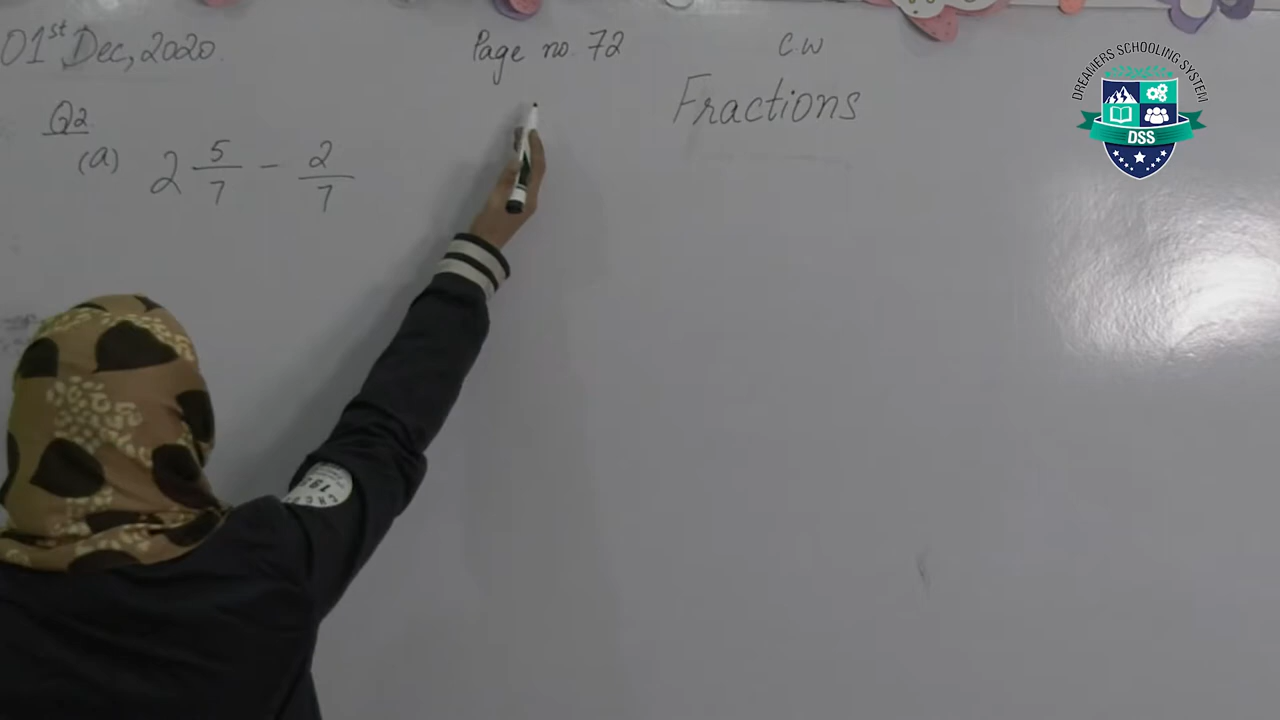 01st Dec, 2020.
Page no. 72
C.W
Fractions
Q2
(a) 2 5/7 - 2/7
DREAMERS SCHOOLING SYSTEM
DSS